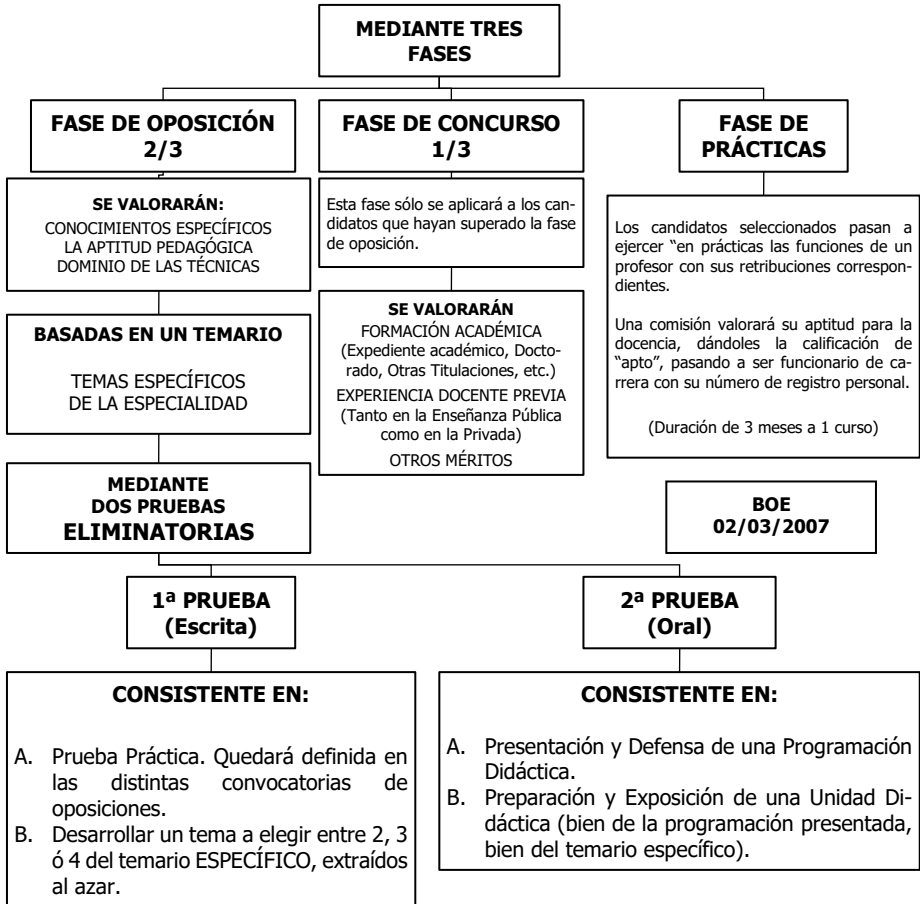 MEDIANTE TRES
FASES
FASE DE OPOSICIÓN
2/3
SE VALORARÁN:
CONOCIMIENTOS ESPECÍFICOS
LA APTITUD PEDAGÓGICA
DOMINIO DE LAS TÉCNICAS
BASADAS EN UN TEMARIO
TEMAS ESPECÍFICOS
DE LA ESPECIALIDAD
MEDIANTE
DOS PRUEBAS
ELIMINATORIAS
FASE DE CONCURSO
1/3
Esta fase sólo se aplicará a los can-
didatos que hayan superado la fase
de oposición.
SE VALORARÁN
FORMACIÓN ACADÉMICA
(Expediente académico, Docto-
rado, Otras Titulaciones, etc.)
EXPERIENCIA DOCENTE PREVIA
(Tanto en la Enseñanza Pública
como en la Privada)
OTROS MÉRITOS
FASE DE
PRÁCTICAS
Los candidatos seleccionados pasan a
ejercer “en prácticas las funciones de un
profesor con sus retribuciones correspon-
dientes.
Una comisión valorará su aptitud para la
docencia, dándoles la calificación de
“apto”, pasando a ser funcionario de ca-
rrera con su número de registro personal.
(Duración de 3 meses a 1 curso)
BOE
02/03/2007
1ª PRUEBA
(Escrita)
CONSISTENTE EN:
A. Prueba Práctica. Quedará definida en
las distintas convocatorias de
oposiciones.
B. Desarrollar un tema a elegir entre 2, 3
ó 4 del temario ESPECÍFICO, extraídos
al azar.
2ª PRUEBA
(Oral)
CONSISTENTE EN:
A. Presentación y Defensa de una Programación
Didáctica.
B. Preparación y Exposición de una Unidad Di-
dáctica (bien de la programación presentada,
bien del temario específico).